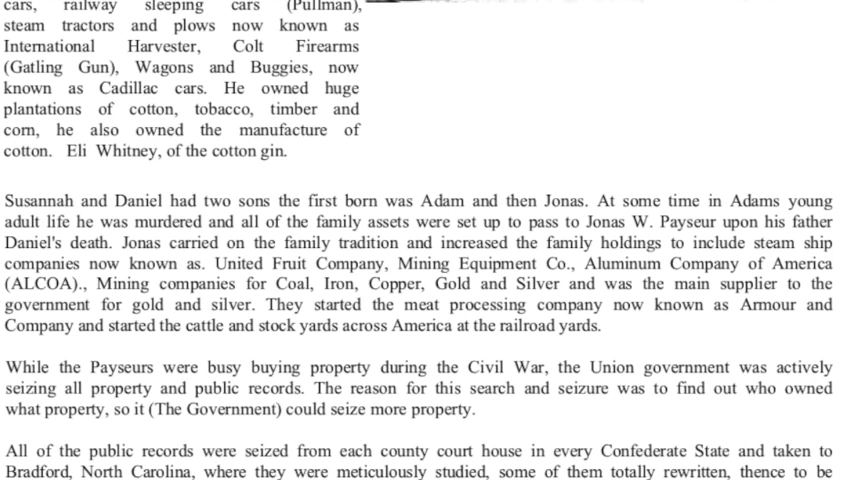 cars, railway sleeping cars (Pullman),
steam tractors and plows now known as
International Harvester, Colt Firearms
(Gatling Gun), Wagons and Buggies, now
known as Cadillac cars. He owned huge
plantations of cotton, tobacco, timber and
corn, he also owned the manufacture of
cotton. Eli Whitney, of the cotton gin.
Susannah and Daniel had two sons the first born was Adam and then Jonas. At some time in Adams young
adult life he was murdered and all of the family assets were set up to pass to Jonas W. Payseur upon his father
Daniel's death. Jonas carried on the family tradition and increased the family holdings to include steam ship
companies now known as. United Fruit Company, Mining Equipment Co., Aluminum Company of America
(ALCOA)., Mining companies for Coal, Iron, Copper, Gold and Silver and was the main supplier to the
government for gold and silver. They started the meat processing company now known as Armour and
Company and started the cattle and stock yards across America at the railroad yards.
While the Payseurs were busy buying property during the Civil War, the Union government was actively
seizing all property and public records. The reason for this search and seizure was to find out who owned
what property, so it (The Government) could seize more property.
All of the public records were seized from each county court house in every Confederate State and taken to
Bradford, North Carolina, where they were meticulously studied, some of them totally rewritten, thence to be